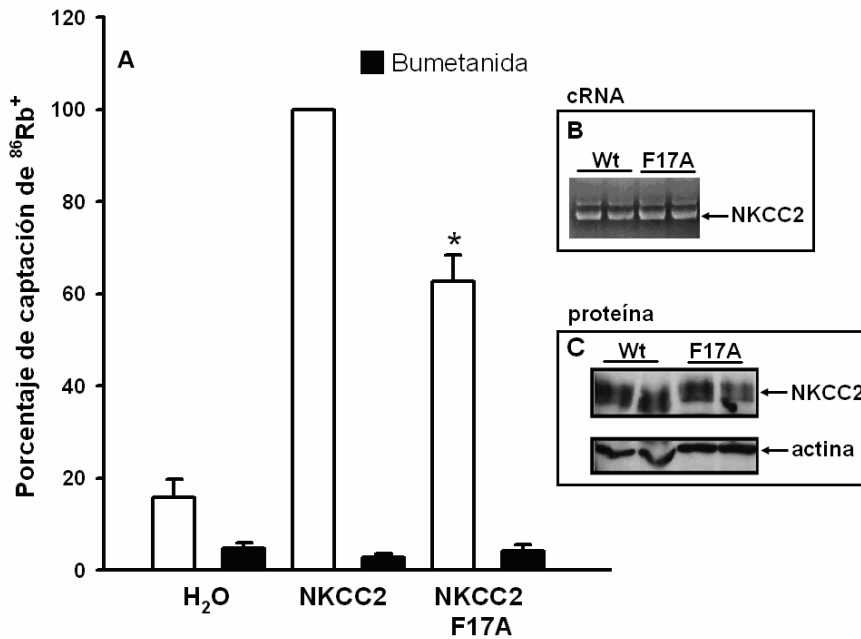 A
Bumetanida
Porcentaje de captación de ⁸⁶Rb⁺
120
100
80
60
40
20
0
*
H₂O
NKCC2
NKCC2
F17A
cRNA
B
Wt F17A
NKCC2
proteína
C
Wt F17A
NKCC2
actina